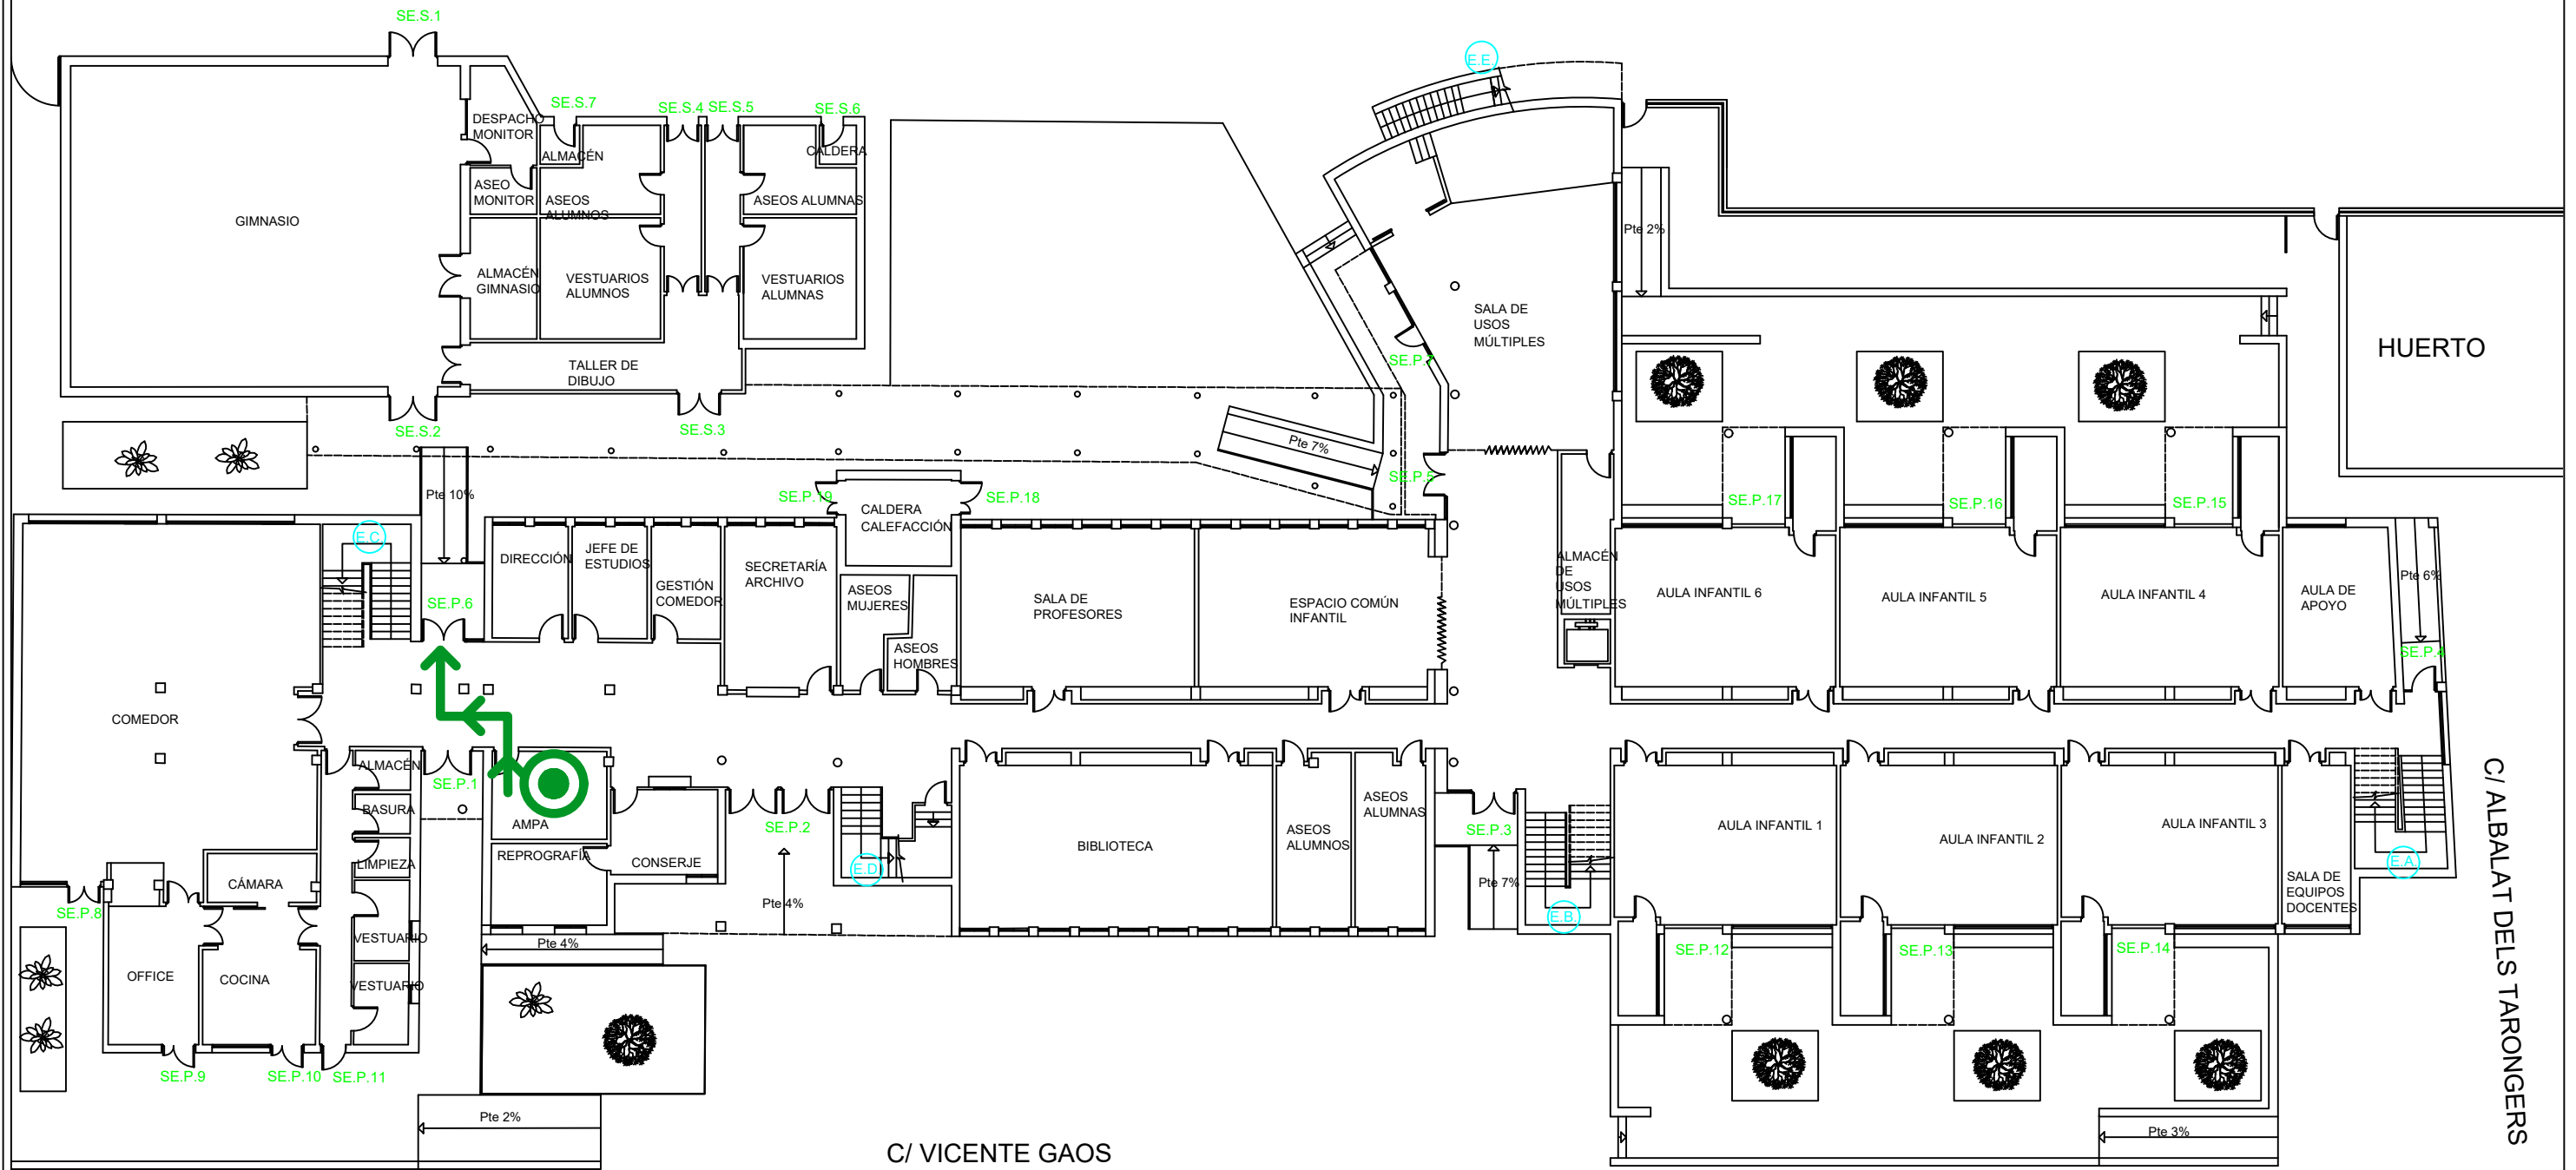 SE.S.1
E.E.
SE.S.7
SE.S.4
SE.S.5
SE.S.6
DESPACHO
MONITOR
ALMACÉN
CALDERA
ASEO
MONITOR
ASEOS
ALUMNOS
ASEOS ALUMNAS
GIMNASIO
Pte 2%
ALMACÉN
GIMNASIO
VESTUARIOS
ALUMNOS
VESTUARIOS
ALUMNAS
SALA DE
USOS
MÚLTIPLES
HUERTO
TALLER DE
DIBUJO
SE.P.7
SE.S.2
SE.S.3
Pte 7%
SE.P.5
Pte 10%
SE.P.19
SE.P.18
CALDERA
CALEFACCIÓN
SE.P.17
SE.P.16
SE.P.15
E.C.
DIRECCIÓN
JEFE DE
ESTUDIOS
GESTIÓN
COMEDOR
SECRETARÍA
ARCHIVO
ASEOS
MUJERES
ASEOS
HOMBRES
SALA DE
PROFESORES
ESPACIO COMÚN
INFANTIL
ALMACÉN
DE
USOS
MÚLTIPLES
AULA INFANTIL 6
AULA INFANTIL 5
AULA INFANTIL 4
AULA DE
APOYO
Pte 6%
SE.P.4
SE.P.6
COMEDOR
ALMACÉN
SE.P.1
BASURA
AMPA
LIMPIEZA
REPROGRAFÍA
CONSERJE
SE.P.2
E.D.
Pte 4%
BIBLIOTECA
ASEOS
ALUMNOS
ASEOS
ALUMNAS
SE.P.3
Pte 7%
E.B.
AULA INFANTIL 1
AULA INFANTIL 2
AULA INFANTIL 3
SALA DE
EQUIPOS
DOCENTES
E.A.
C/ ALBALAT DELS TARONGERS
CÁMARA
SE.P.8
VESTUARIO
Pte 4%
OFFICE
COCINA
VESTUARIO
SE.P.12
SE.P.13
SE.P.14
SE.P.9
SE.P.10
SE.P.11
Pte 2%
C/ VICENTE GAOS
Pte 3%